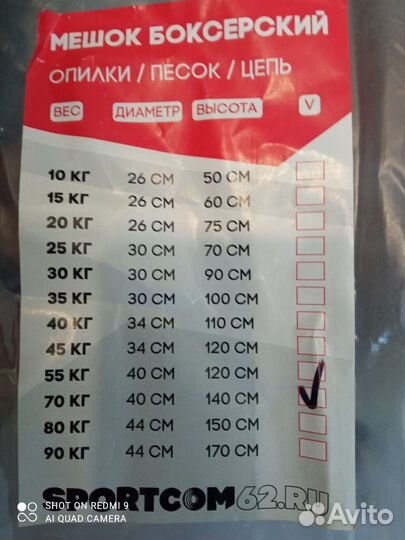 МЕШОК БОКСЕРСКИЙ
ОПИЛКИ / ПЕСОК / ЦЕПЬ
ВЕС ДИАМЕТР ВЫСОТА V
10 КГ 26 СМ 50 СМ
15 КГ 26 СМ 60 СМ
20 КГ 26 СМ 75 СМ
25 КГ 30 СМ 70 СМ
30 КГ 30 СМ 90 СМ
35 КГ 30 СМ 100 СМ
40 КГ 34 СМ 110 СМ
45 КГ 34 СМ 120 СМ
55 КГ 40 СМ 120 СМ
70 КГ 40 СМ 140 СМ
80 КГ 44 СМ 150 СМ
90 КГ 44 СМ 170 СМ
SPORTCOM62.RU
SHOT ON REDMI 9
AI QUAD CAMERA
Avito